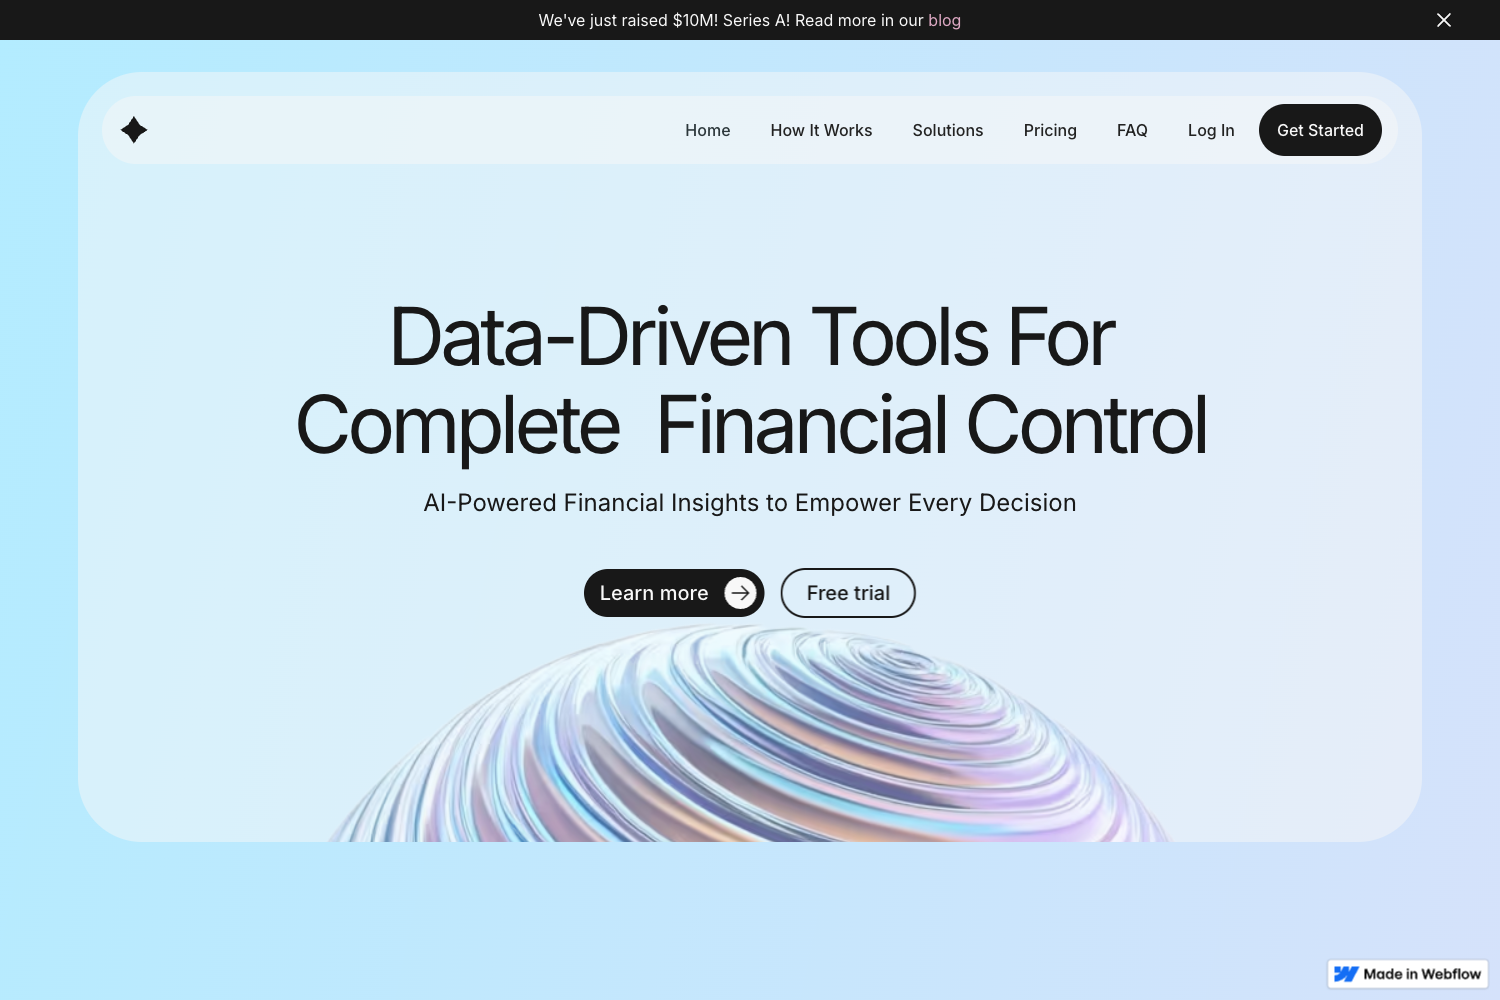 We've just raised $10M! Series A! Read more in our blog
Home How It Works Solutions Pricing FAQ Log In Get Started
Data-Driven Tools For
Complete  Financial Control
AI-Powered Financial Insights to Empower Every Decision
Learn more Free trial
Made in Webflow